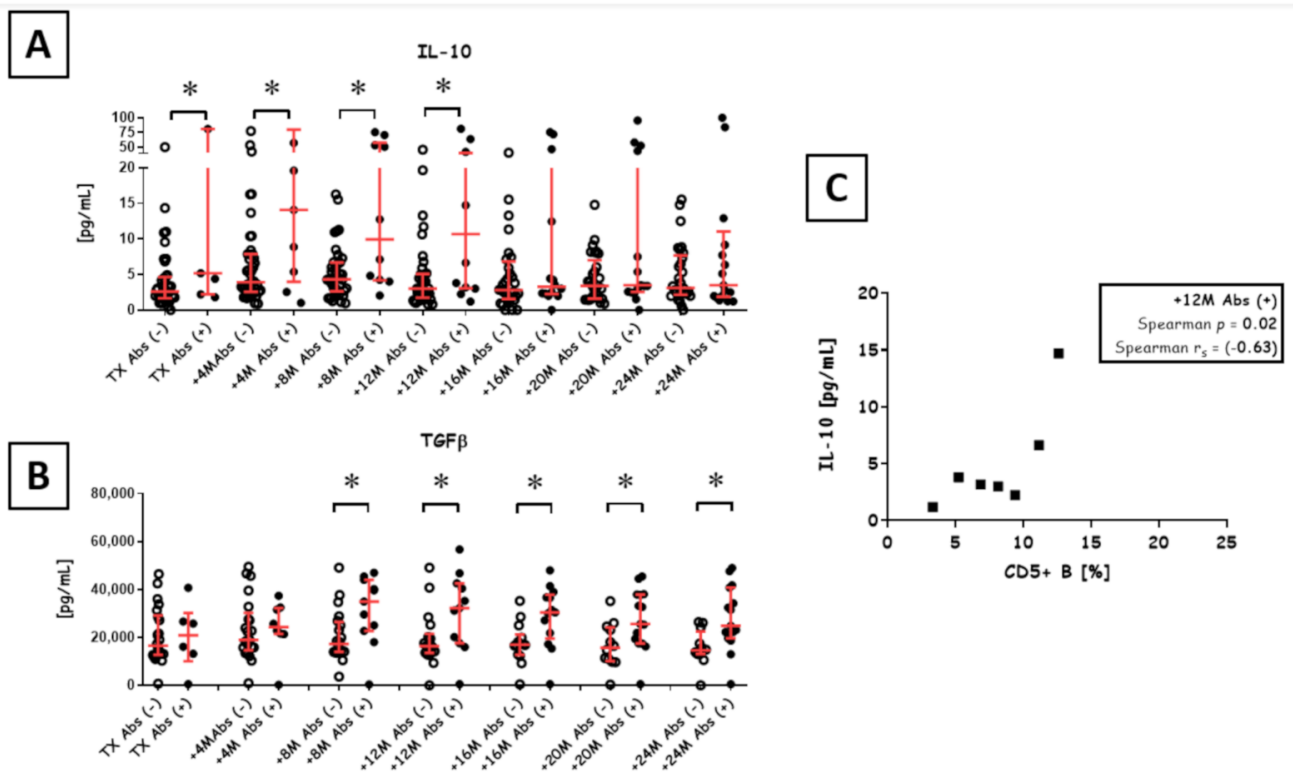 A
IL-10
* * * *
100
75
50
20
15
10
5
0
[pg/mL]
TX Abs (-)
TX Abs (+)
+4MAbs (-)
+4M Abs (+)
+8M Abs (-)
+8M Abs (+)
+12M Abs (-)
+12M Abs (+)
+16M Abs (-)
+16M Abs (+)
+20M Abs (-)
+20M Abs (+)
+24M Abs (-)
+24M Abs (+)
B
TGFβ
* * * * *
80,000
60,000
40,000
20,000
0
[pg/mL]
TX Abs (-)
TX Abs (+)
+4MAbs (-)
+4M Abs (+)
+8M Abs (-)
+8M Abs (+)
+12M Abs (-)
+12M Abs (+)
+16M Abs (-)
+16M Abs (+)
+20M Abs (-)
+20M Abs (+)
+24M Abs (-)
+24M Abs (+)
C
+12M Abs (+)
Spearman p = 0.02
Spearman rs = (-0.63)
20
15
10
5
0
IL-10 [pg/mL]
0 5 10 15 20 25
CD5+ B [%]